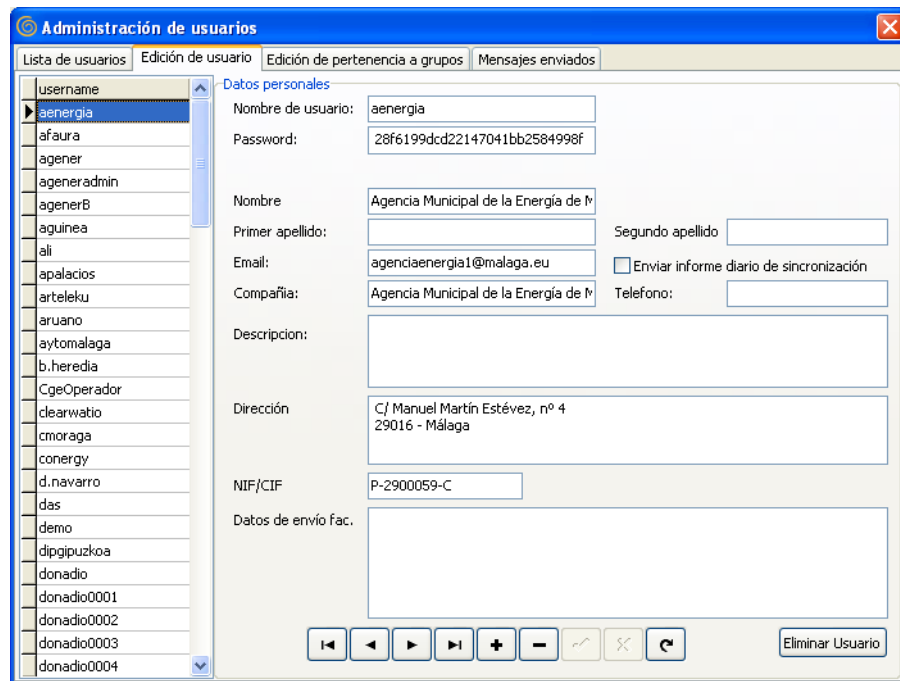 Administración de usuarios
Lista de usuarios Edición de usuario Edición de pertenencia a grupos Mensajes enviados
username
aenergia
afaura
agener
ageneradmin
agenerB
aguinea
ali
apalacios
arteleku
aruano
aytomalaga
b.heredia
CgeOperador
clearwatio
cmoraga
conergy
d.navarro
das
demo
dipgipuzkoa
donadio
donadio0001
donadio0002
donadio0003
donadio0004
Datos personales
Nombre de usuario: aenergia
Password: 28f6199dcd22147041bb2584998f
Nombre Agencia Municipal de la Energía de M
Primer apellido: Segundo apellido
Email: agenciaenergia1@malaga.eu Enviar informe diario de sincronización
Compañia: Agencia Municipal de la Energía de M Telefono:
Descripcion:
Dirección C/ Manuel Martín Estévez, nº 4
29016 - Málaga
NIF/CIF P-2900059-C
Datos de envío fac.
Eliminar Usuario